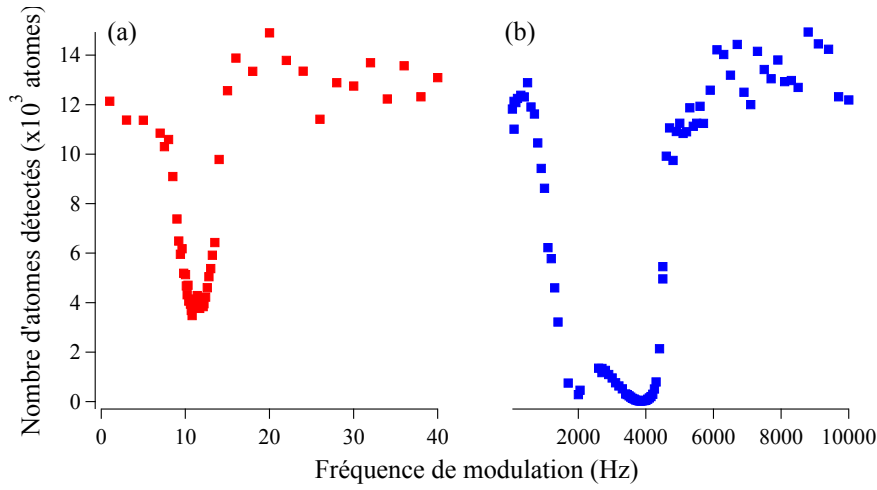 (a)
(b)
Nombre d'atomes détectés (x10³ atomes)
14
12
10
8
6
4
2
0
0 10 20 30 40
2000 4000 6000 8000 10000
Fréquence de modulation (Hz)